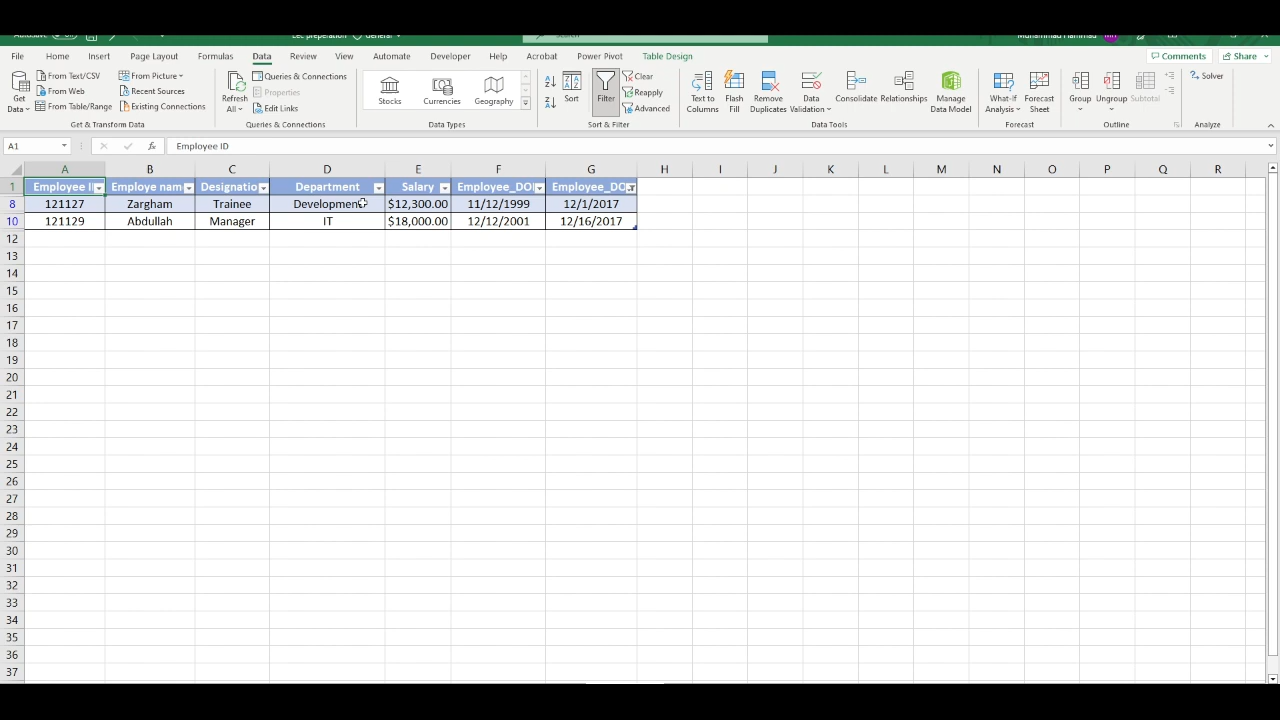 File Home Insert Page Layout Formulas Data Review View Automate Developer Help Acrobat Power Pivot Table Design Comments Share
Get Data From Text/CSV From Web From Table/Range From Picture Recent Sources Existing Connections
Refresh All Queries & Connections Properties Edit Links
Stocks Currencies Geography
Sort Filter Clear Reapply Advanced
Text to Columns Flash Fill Remove Duplicates Data Validation Consolidate Relationships Manage Data Model
What-If Analysis Forecast Sheet Group Ungroup Subtotal Solver
Get & Transform Data Queries & Connections Data Types Sort & Filter Data Tools Forecast Outline Analyze
A1 fx Employee ID
A B C D E F G H I J K L M N O P Q R
1 Employee I Employe nam Designatio Department Salary Employee_DO Employee_DO
8 121127 Zargham Trainee Development $12,300.00 11/12/1999 12/1/2017
10 121129 Abdullah Manager IT $18,000.00 12/12/2001 12/16/2017
12
13
14
15
16
17
18
19
20
21
22
23
24
25
26
27
28
29
30
31
32
33
34
35
36
37